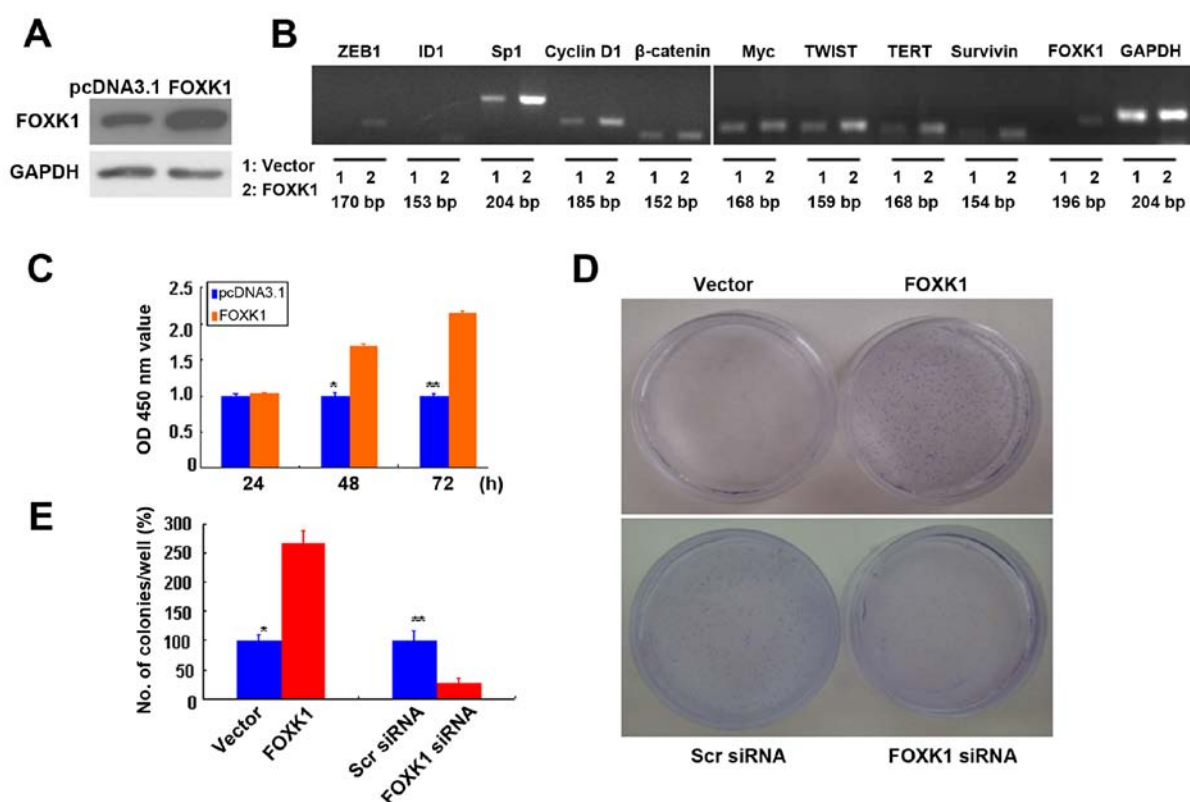 A
pcDNA3.1 FOXK1
FOXK1
GAPDH
B
ZEB1 ID1 Sp1 Cyclin D1 β-catenin Myc TWIST TERT Survivin FOXK1 GAPDH
1: Vector
2: FOXK1
1 2 1 2 1 2 1 2 1 2 1 2 1 2 1 2 1 2 1 2 1 2
170 bp 153 bp 204 bp 185 bp 152 bp 168 bp 159 bp 168 bp 154 bp 196 bp 204 bp
C
OD 450 nm value
2.5
2.0
1.5
1.0
0.5
0
pcDNA3.1
FOXK1
*
**
24 48 72 (h)
D
Vector FOXK1
Scr siRNA FOXK1 siRNA
E
No. of colonies/well (%)
300
250
200
150
100
50
0
*
**
Vector
FOXK1
Scr siRNA
FOXK1 siRNA